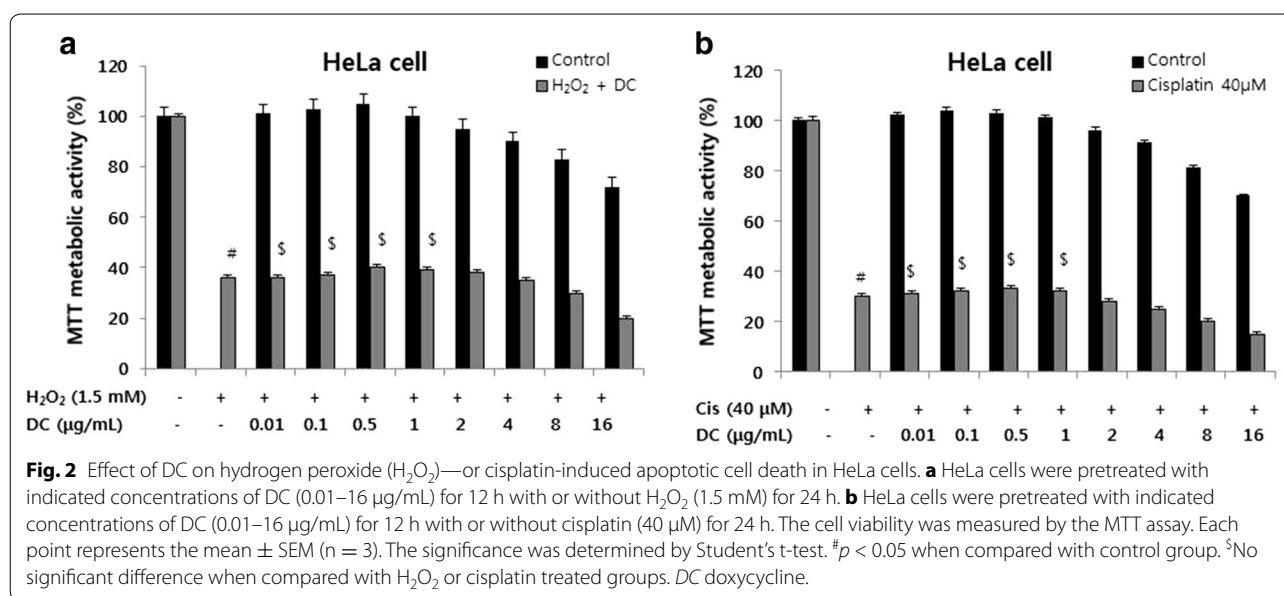 a
HeLa cell
Control
H₂O₂ + DC
MTT metabolic activity (%)
120
100
80
60
40
20
0
# $ $ $ $
H₂O₂ (1.5 mM) - + + + + + + + + +
DC (µg/mL) - - 0.01 0.1 0.5 1 2 4 8 16
b
HeLa cell
Control
Cisplatin 40µM
MTT metabolic activity (%)
120
100
80
60
40
20
0
# $ $ $ $
Cis (40 µM) - + + + + + + + + +
DC (µg/mL) - - 0.01 0.1 0.5 1 2 4 8 16
Fig. 2 Effect of DC on hydrogen peroxide (H₂O₂)—or cisplatin-induced apoptotic cell death in HeLa cells. a HeLa cells were pretreated with
indicated concentrations of DC (0.01–16 µg/mL) for 12 h with or without H₂O₂ (1.5 mM) for 24 h. b HeLa cells were pretreated with indicated
concentrations of DC (0.01–16 µg/mL) for 12 h with or without cisplatin (40 µM) for 24 h. The cell viability was measured by the MTT assay. Each
point represents the mean ± SEM (n = 3). The significance was determined by Student's t-test. #p < 0.05 when compared with control group. $No
significant difference when compared with H₂O₂ or cisplatin treated groups. DC doxycycline.